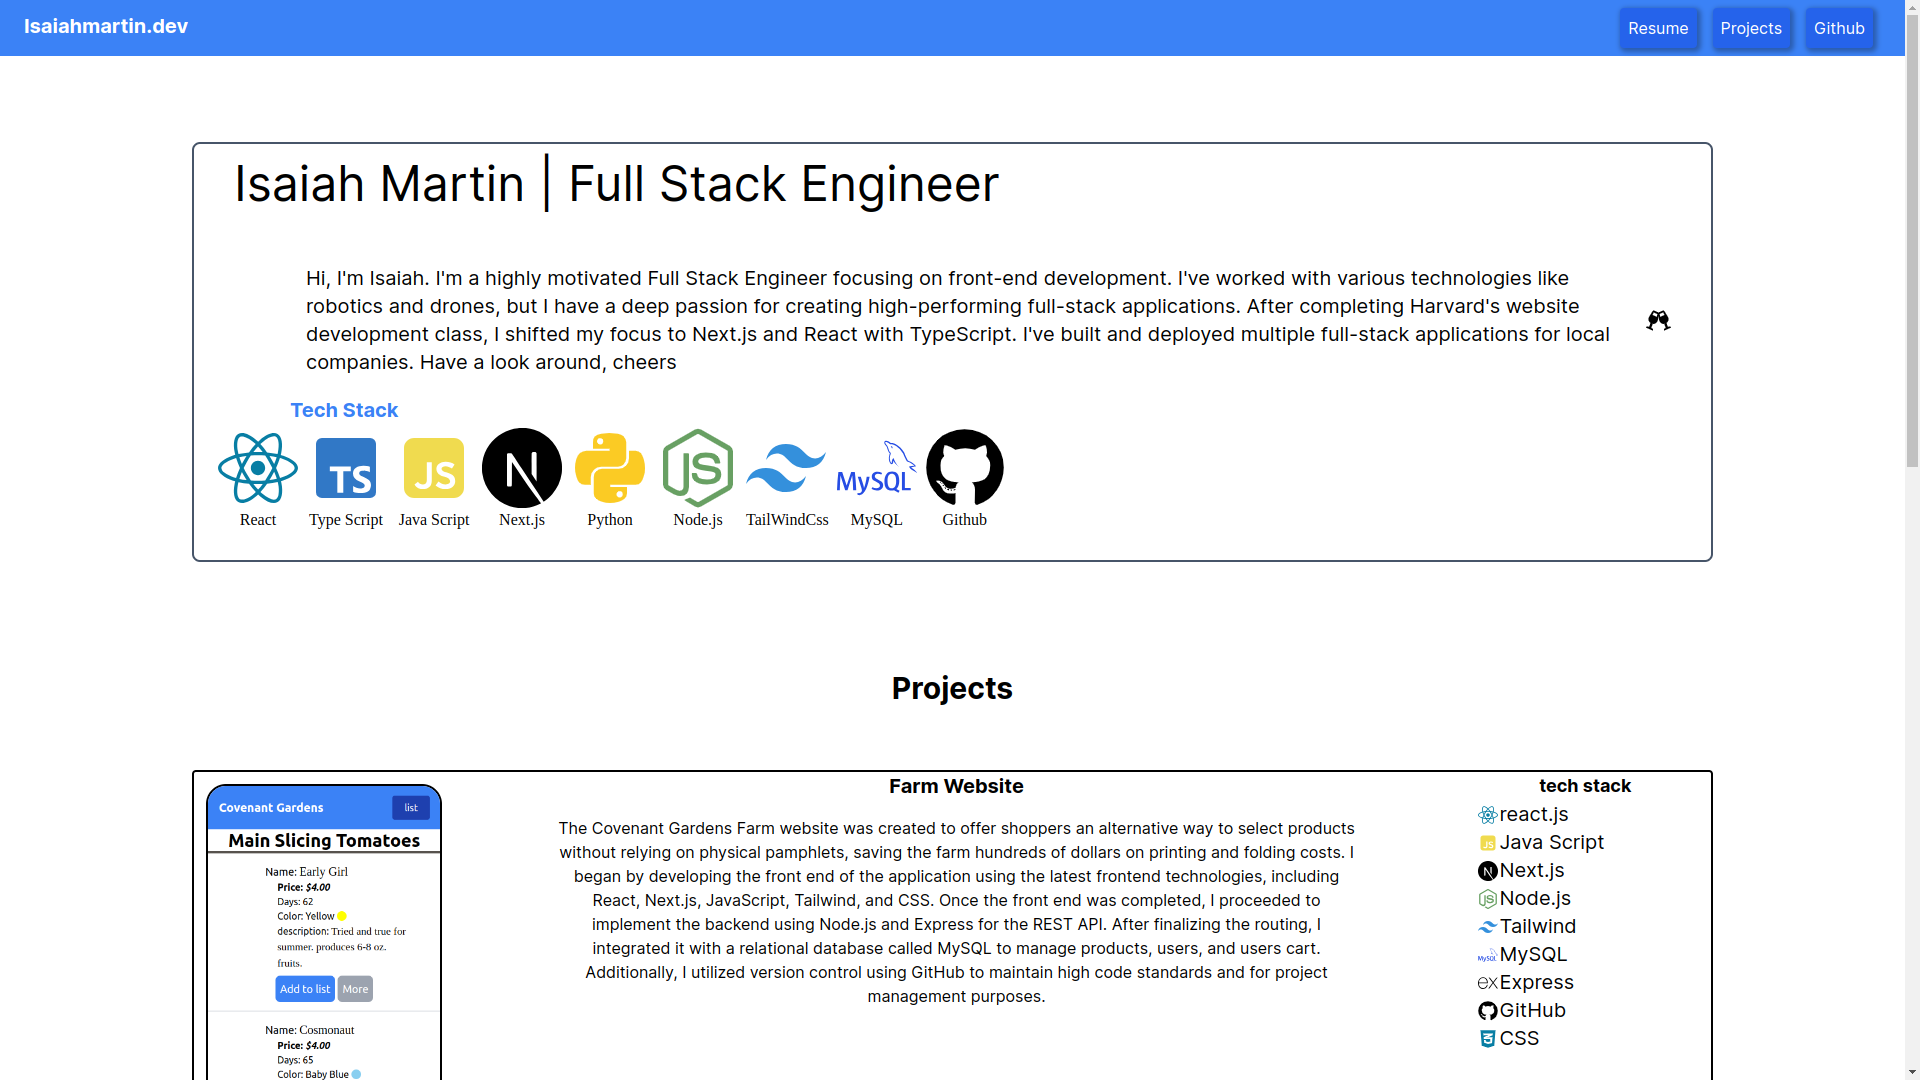 Isaiahmartin.dev
Resume
Projects
Github
Isaiah Martin | Full Stack Engineer
Hi, I'm Isaiah. I'm a highly motivated Full Stack Engineer focusing on front-end development. I've worked with various technologies like
robotics and drones, but I have a deep passion for creating high-performing full-stack applications. After completing Harvard's website
development class, I shifted my focus to Next.js and React with TypeScript. I've built and deployed multiple full-stack applications for local
companies. Have a look around, cheers
Tech Stack
TS
JS
N
JS
MySQL
React
Type Script
Java Script
Next.js
Python
Node.js
TailWindCss
MySQL
Github
Projects
Covenant Gardens
list
Main Slicing Tomatoes
Name: Early Girl
Price: $4.00
Days: 62
Color: Yellow
description: Tried and true for
summer. produces 6-8 oz.
fruits.
Add to list
More
Name: Cosmonaut
Price: $4.00
Days: 65
Color: Baby Blue
Farm Website
The Covenant Gardens Farm website was created to offer shoppers an alternative way to select products
without relying on physical pamphlets, saving the farm hundreds of dollars on printing and folding costs. I
began by developing the front end of the application using the latest frontend technologies, including
React, Next.js, JavaScript, Tailwind, and CSS. Once the front end was completed, I proceeded to
implement the backend using Node.js and Express for the REST API. After finalizing the routing, I
integrated it with a relational database called MySQL to manage products, users, and users cart.
Additionally, I utilized version control using GitHub to maintain high code standards and for project
management purposes.
tech stack
react.js
JS Java Script
N Next.js
JS Node.js
Tailwind
MySQL MySQL
ex Express
GitHub
3 CSS